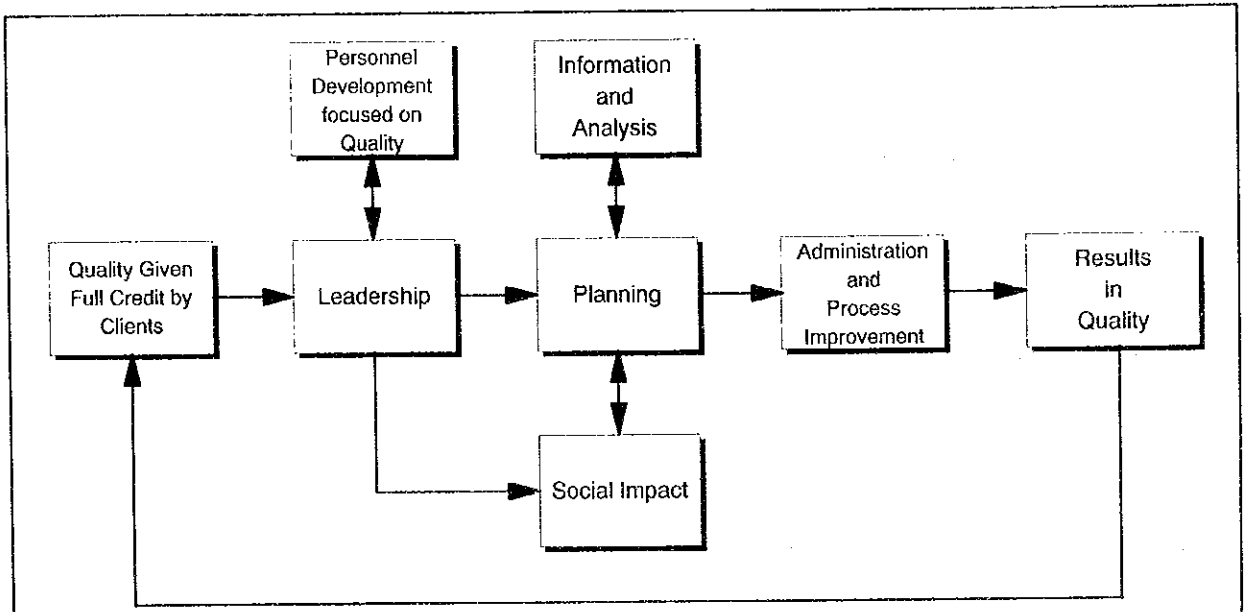 Personnel
Development
focused on
Quality
Information
and
Analysis
Quality Given
Full Credit by
Clients
Leadership
Planning
Administration
and
Process
Improvement
Results
in
Quality
Social Impact